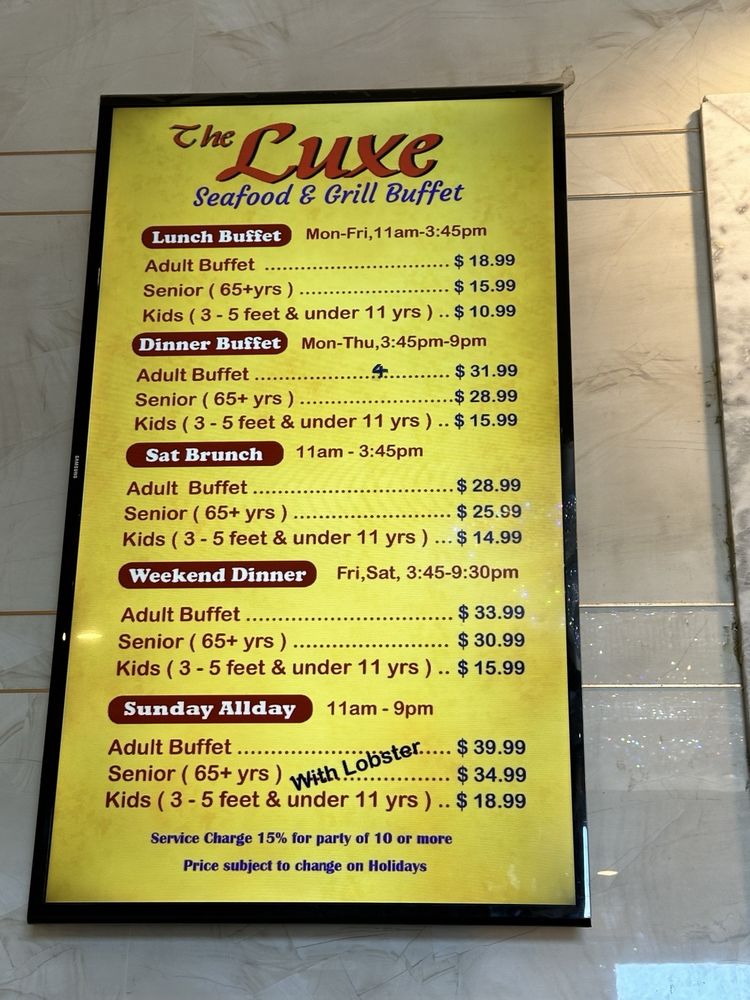 The Luxe
Seafood & Grill Buffet
Lunch Buffet Mon-Fri,11am-3:45pm
Adult Buffet .................................. $ 18.99
Senior ( 65+yrs ) ........................... $ 15.99
Kids ( 3 - 5 feet & under 11 yrs ) .. $ 10.99
Dinner Buffet Mon-Thu,3:45pm-9pm
Adult Buffet ..................4............ $ 31.99
Senior ( 65+ yrs ) ...........................$ 28.99
Kids ( 3 - 5 feet & under 11 yrs ) .. $ 15.99
Sat Brunch 11am - 3:45pm
Adult Buffet ...................................$ 28.99
Senior ( 65+ yrs ) ............................ $ 25.99
Kids ( 3 - 5 feet & under 11 yrs ) ...$ 14.99
Weekend Dinner Fri,Sat, 3:45-9:30pm
Adult Buffet .................................... $ 33.99
Senior ( 65+ yrs ) ............................ $ 30.99
Kids ( 3 - 5 feet & under 11 yrs ) .. $ 15.99
Sunday Allday 11am - 9pm
Adult Buffet ..................................... $ 39.99
With Lobster
Senior ( 65+ yrs ) ............................ $ 34.99
Kids ( 3 - 5 feet & under 11 yrs ) .. $ 18.99
Service Charge 15% for party of 10 or more
Price subject to change on Holidays
SAMSUNG